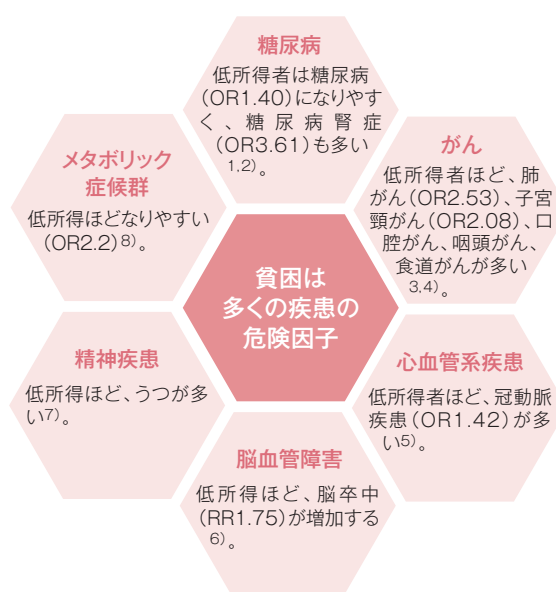 糖尿病
低所得者は糖尿病
（OR1.40）になりやす
く、糖尿病腎症
（OR3.61）も多い
1,2)。
がん
低所得者ほど、肺
がん（OR2.53）、子宮
頸がん（OR2.08）、口
腔がん、咽頭がん、
食道がんが多い
3,4)。
メタボリック
症候群
低所得ほどなりやすい
（OR2.2）8)。
貧困は
多くの疾患の
危険因子
精神疾患
低所得ほど、うつが多
い7)。
心血管系疾患
低所得者ほど、冠動脈
疾患（OR1.42）が多
い5)。
脳血管障害
低所得ほど、脳卒中
（RR1.75）が増加する
6)。